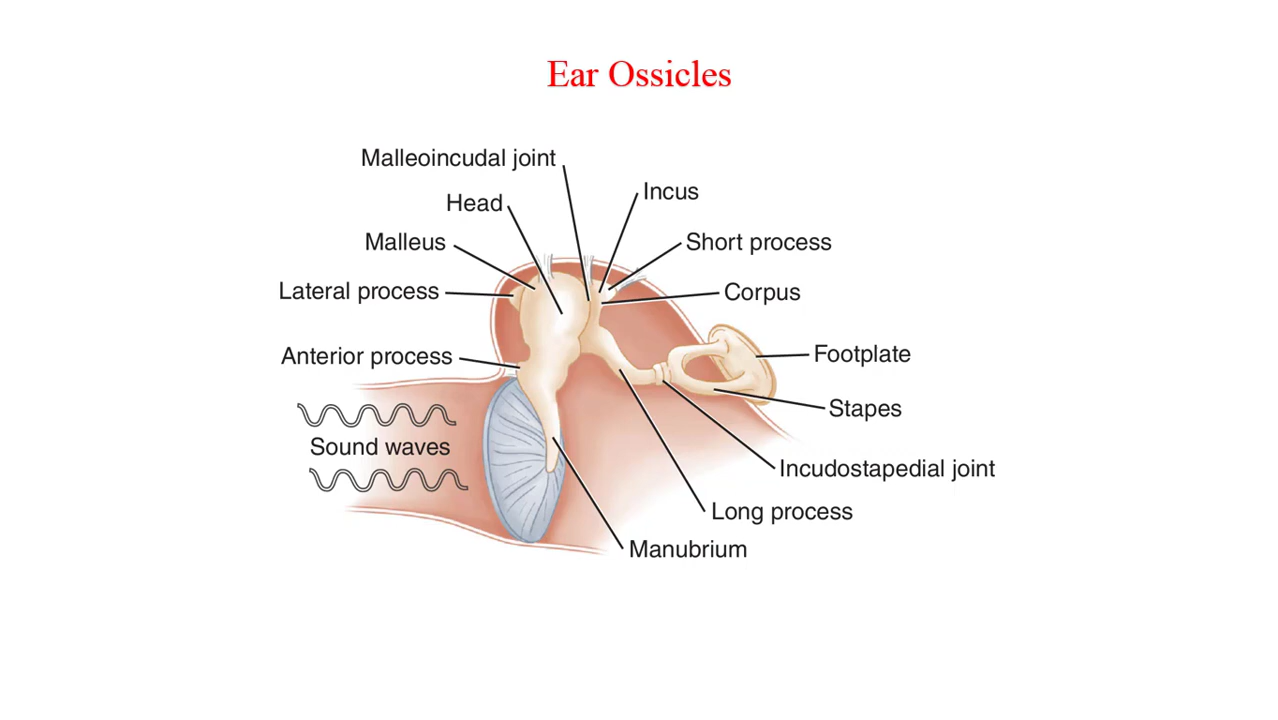 Ear Ossicles
Malleoincudal joint
Incus
Head
Malleus
Short process
Lateral process
Corpus
Anterior process
Footplate
Stapes
Sound waves
Incudostapedial joint
Long process
Manubrium